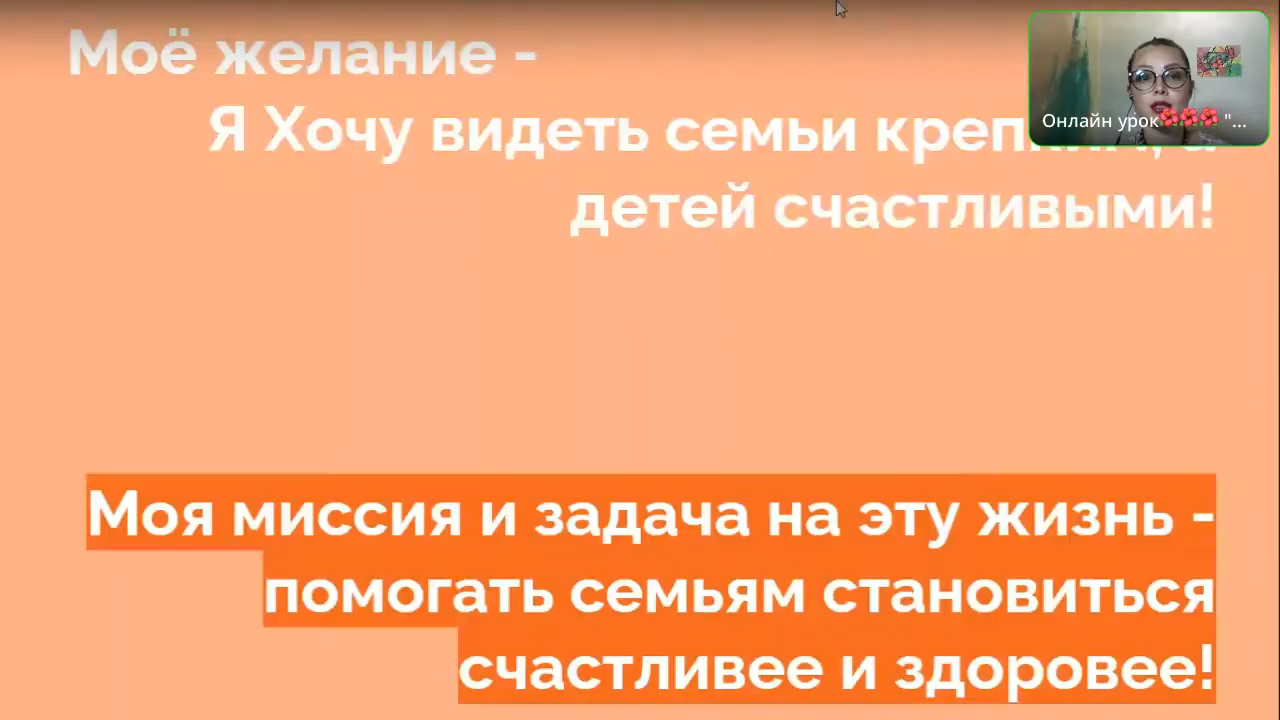 Моё желание -
Я Хочу видеть семьи
детей счастливыми!
Онлайн урок🌺🌺🌺 "...
Моя миссия и задача на эту жизнь -
помогать семьям становиться
счастливее и здоровее!